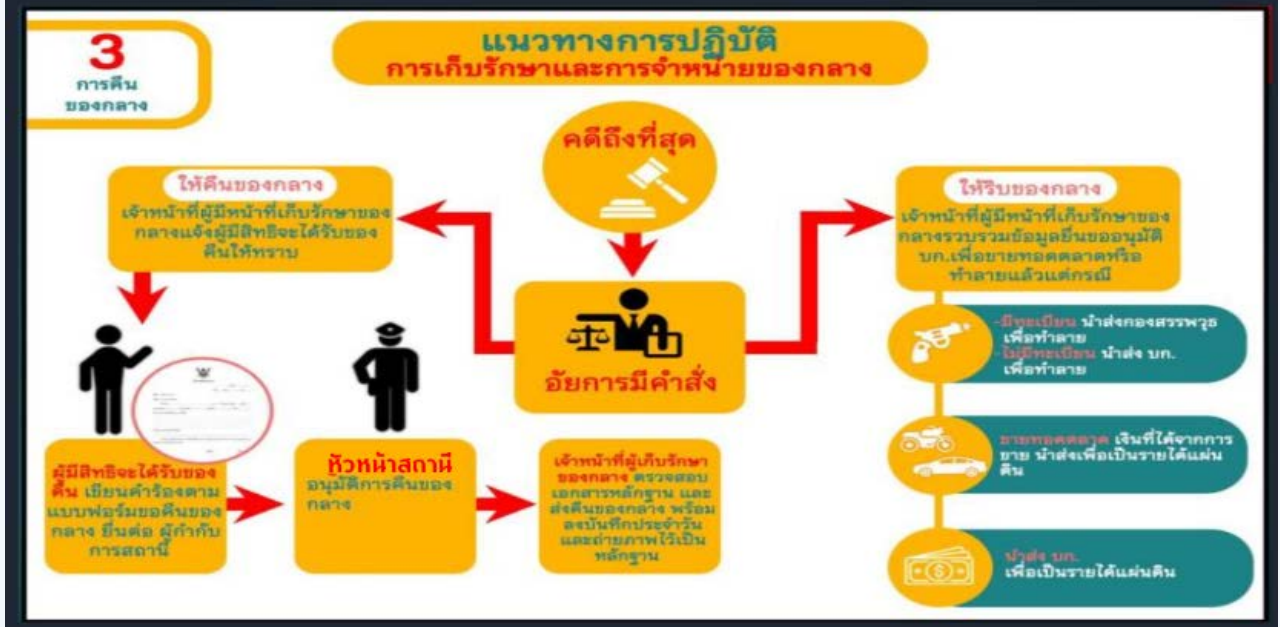 3
การคืน
ของกลาง
แนวทางการปฏิบัติ
การเก็บรักษาและการจำหน่ายของกลาง
คดีถึงที่สุด
อัยการมีคำสั่ง
ให้คืนของกลาง
เจ้าหน้าที่ผู้มีหน้าที่เก็บรักษาของ
กลางแจ้งผู้มีสิทธิจะได้รับของ
คืนให้ทราบ
ผู้มีสิทธิจะได้รับของ
คืน เขียนคำร้องตาม
แบบฟอร์มขอคืนของ
กลาง ยื่นต่อ ผู้กำกับ
การสถานี
หัวหน้าสถานี
อนุมัติการคืนของ
กลาง
เจ้าหน้าที่ผู้เก็บรักษา
ของกลาง ตรวจสอบ
เอกสารหลักฐาน และ
ส่งคืนของกลาง พร้อม
ลงบันทึกประจำวัน
และถ่ายภาพไว้เป็น
หลักฐาน
ให้ริบของกลาง
เจ้าหน้าที่ผู้มีหน้าที่เก็บรักษาของ
กลางรวบรวมข้อมูลยื่นขออนุมัติ
บก.เพื่อขายทอดตลาดหรือ
ทำลายแล้วแต่กรณี
-มีทะเบียน นำส่งกองสรรพวุธ
เพื่อทำลาย
-ไม่มีทะเบียน นำส่ง บก.
เพื่อทำลาย
ขายทอดตลาด เงินที่ได้จากการ
ขาย นำส่งเพื่อเป็นรายได้แผ่น
ดิน
นำส่ง บก.
เพื่อเป็นรายได้แผ่นดิน